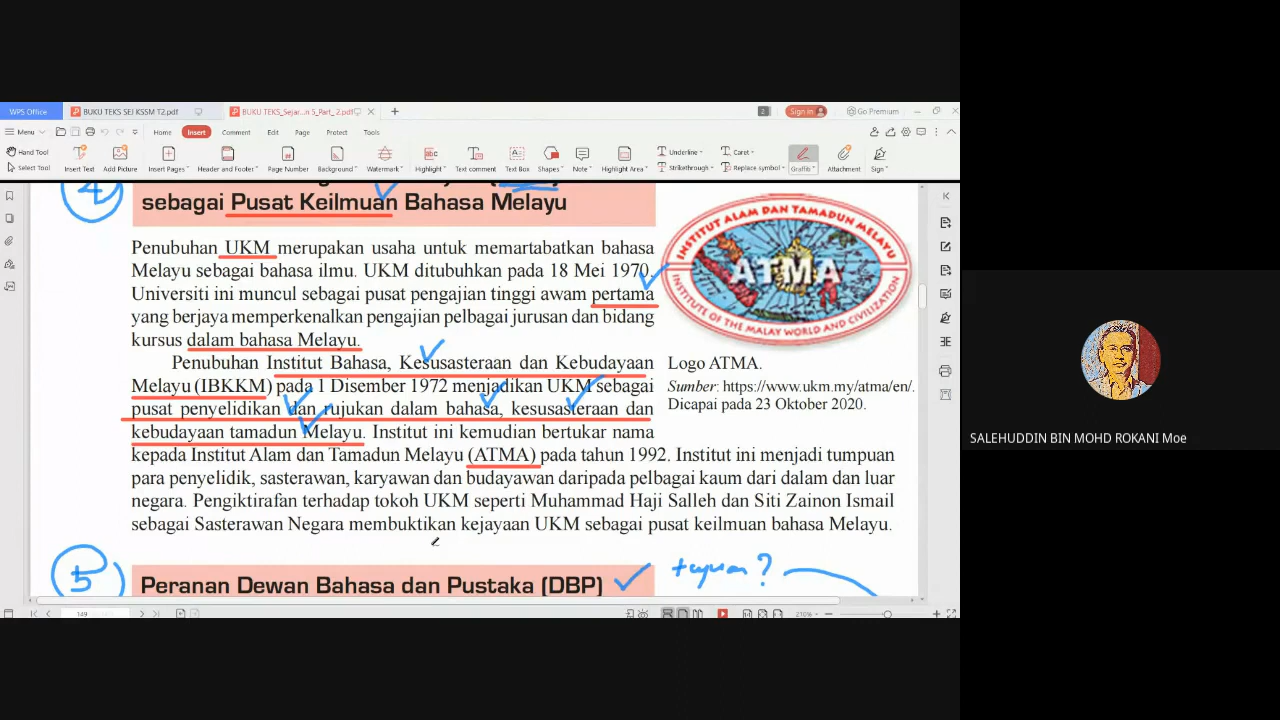 WPS Office
BUKU TEKS SEJ KSSM T2.pdf
BUKU TEKS_Sejar...n 5_Part_ 2.pdf
2
Sign in
Go Premium
Menu
Home
Insert
Comment
Edit
Page
Protect
Tools
Hand Tool
Select Tool
Insert Text
Add Picture
Page Number
Header and Footer
Background
Watermark
Highlight
Text comment
Text Box
Shapes
Note
Highlight Area
Underline
Strikethrough
Caret
Replace symbol
Graffiti
Attachment
Sign
4
sebagai Pusat Keilmuan Bahasa Melayu
Penubuhan UKM merupakan usaha untuk memartabatkan bahasa
Melayu sebagai bahasa ilmu. UKM ditubuhkan pada 18 Mei 1970.
Universiti ini muncul sebagai pusat pengajian tinggi awam pertama
yang berjaya memperkenalkan pengajian pelbagai jurusan dan bidang
kursus dalam bahasa Melayu.
Penubuhan Institut Bahasa, Kesusasteraan dan Kebudayaan
Melayu (IBKKM) pada 1 Disember 1972 menjadikan UKM sebagai
pusat penyelidikan dan rujukan dalam bahasa, kesusasteraan dan
kebudayaan tamadun Melayu. Institut ini kemudian bertukar nama
kepada Institut Alam dan Tamadun Melayu (ATMA) pada tahun 1992. Institut ini menjadi tumpuan
para penyelidik, sasterawan, karyawan dan budayawan daripada pelbagai kaum dari dalam dan luar
negara. Pengiktirafan terhadap tokoh UKM seperti Muhammad Haji Salleh dan Siti Zainon Ismail
sebagai Sasterawan Negara membuktikan kejayaan UKM sebagai pusat keilmuan bahasa Melayu.
INSTITUT ALAM DAN TAMADUN MELAYU
ATMA
INSTITUTE OF THE MALAY WORLD AND CIVILIZATION
Logo ATMA.
Sumber: https://www.ukm.my/atma/en/.
Dicapai pada 23 Oktober 2020.
5
Peranan Dewan Bahasa dan Pustaka (DBP)
149
210%
SALEHUDDIN BIN MOHD ROKANI Moe